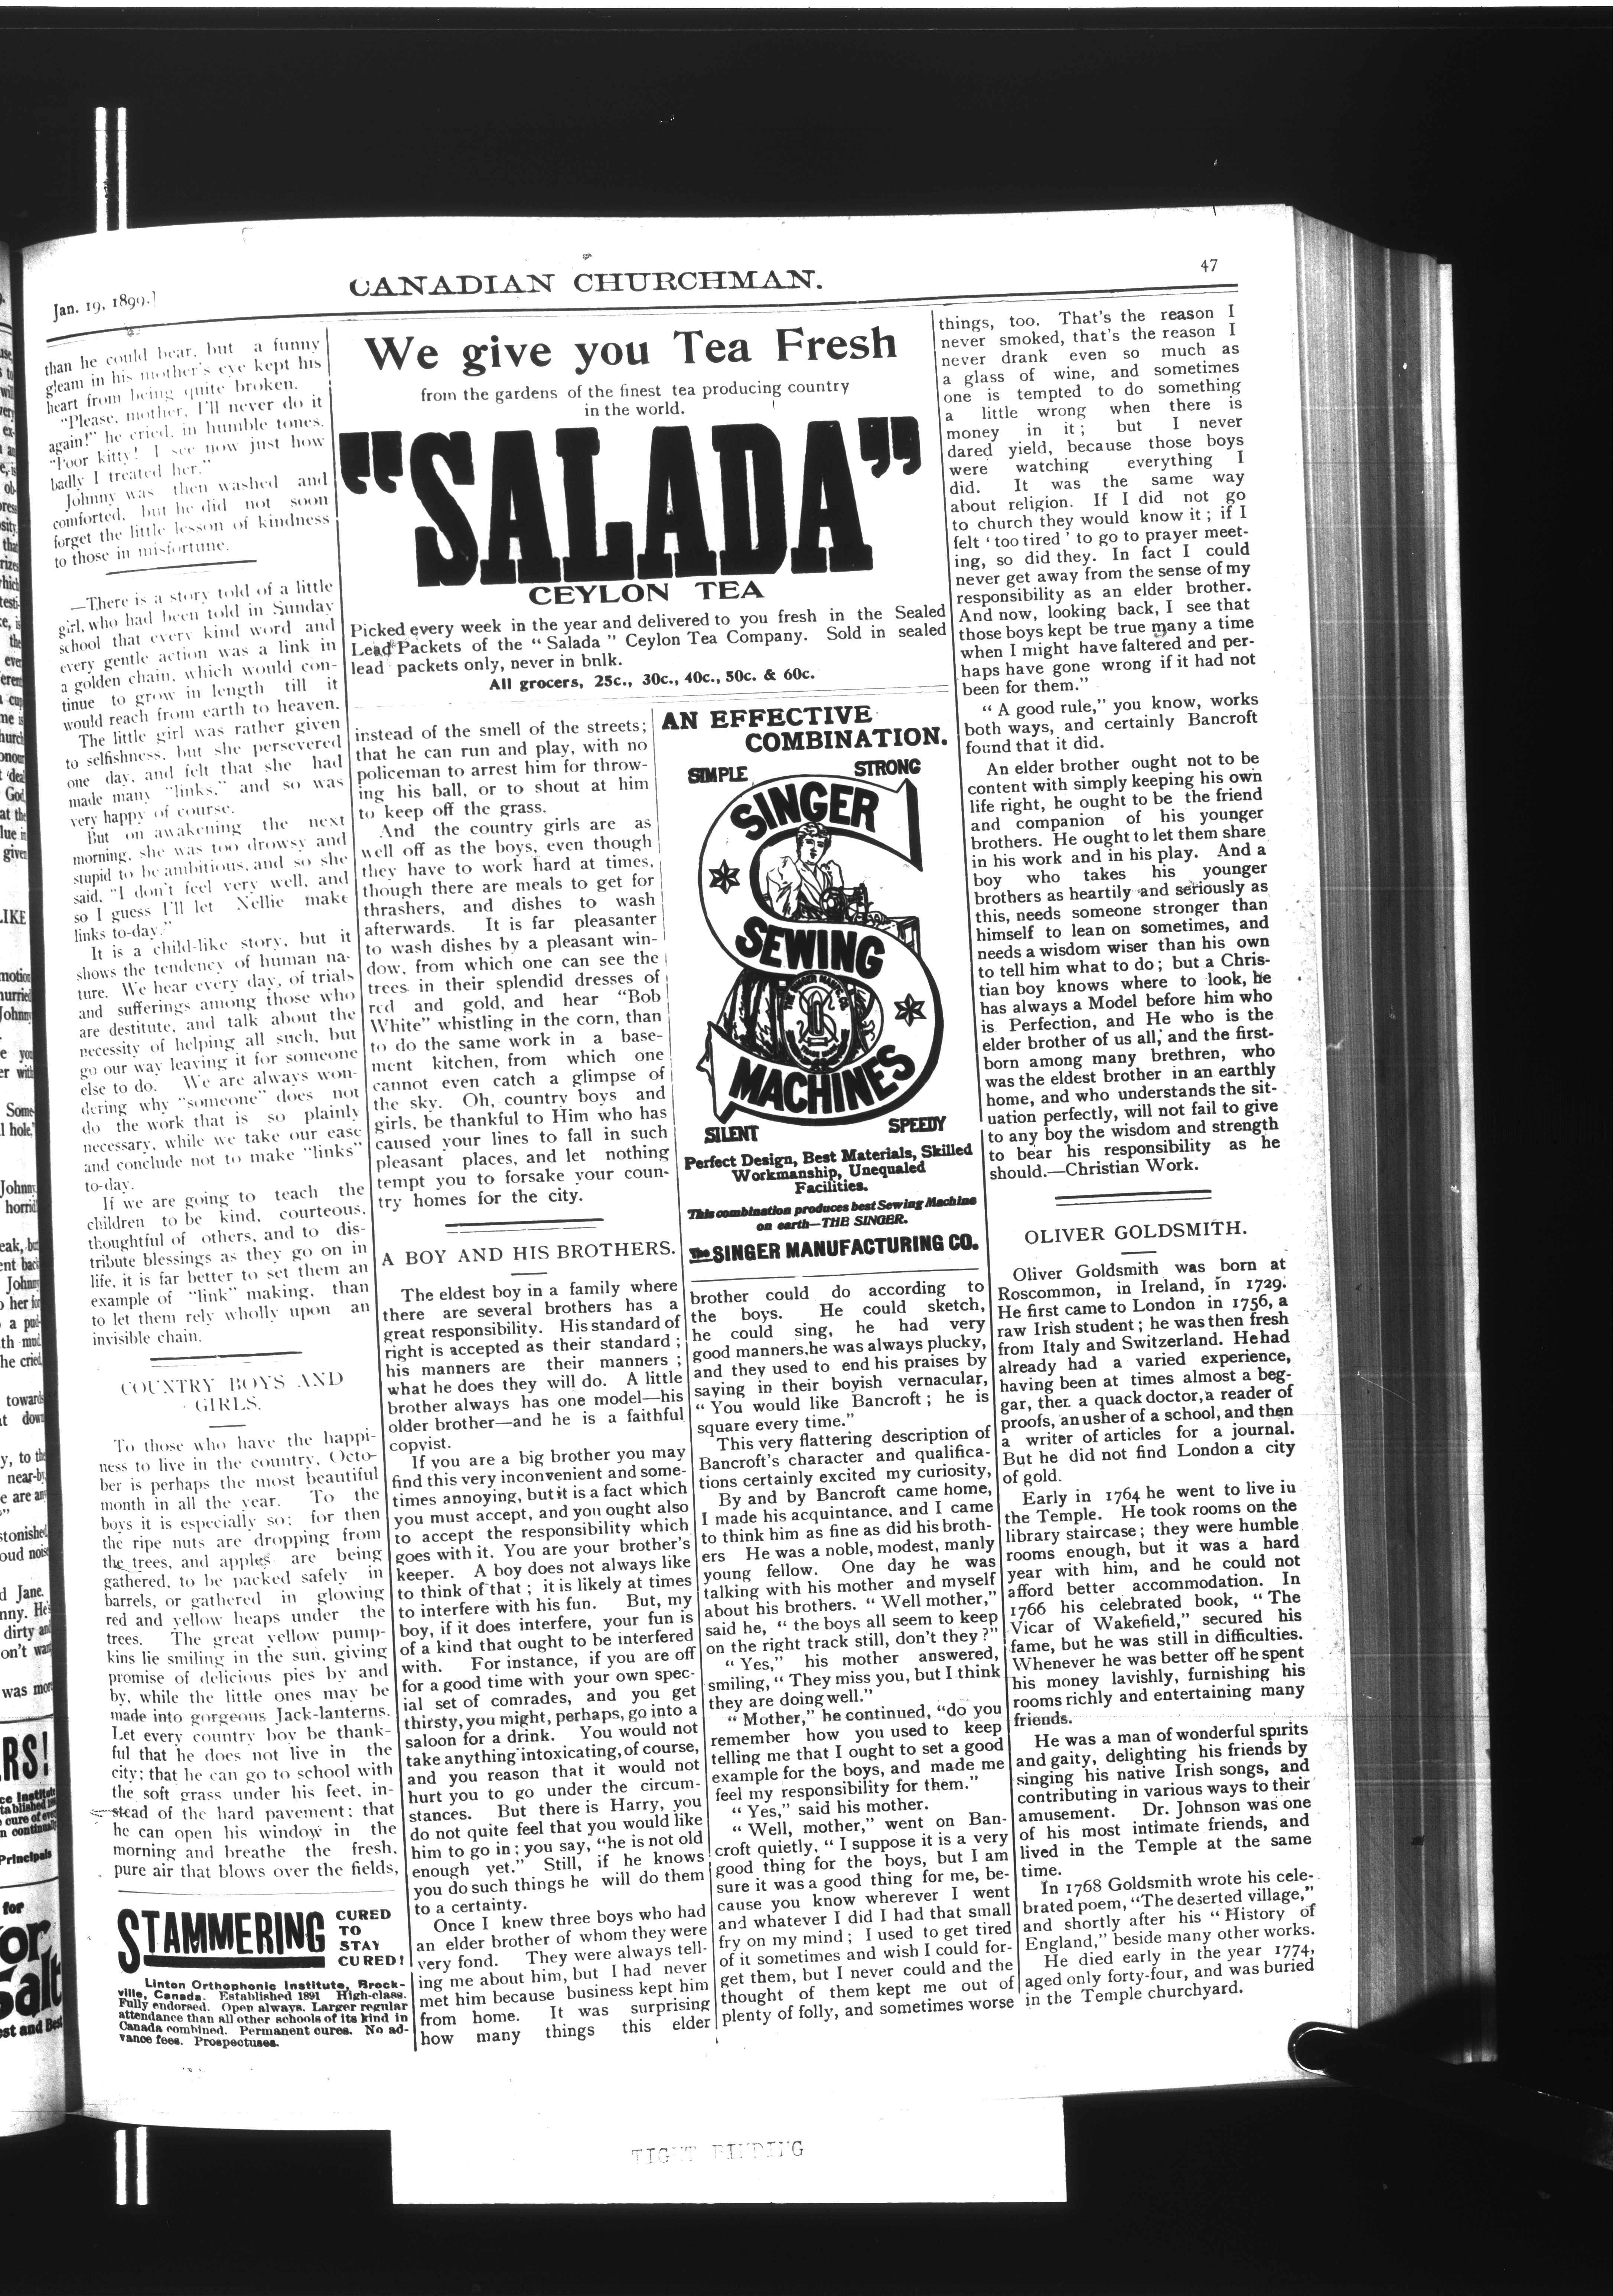 Jan. 19, 1899.]
CANADIAN CHURCHMAN.
47
than he could bear, but a funny
gleam in his mother's eye kept his
heart from being quite broken.
"Please, mother, I'll never do it
again!" he cried, in humble tones.
"Poor kitty! I see now just how
badly I treated her."
Johnny was then washed and
comforted, but he did not soon
forget the little lesson of kindness
to those in misfortune.
—There is a story told of a little
girl, who had been told in Sunday
school that every kind word and
every gentle action was a link in
a golden chain, which would con-
tinue to grow in length till it
would reach from earth to heaven.
The little girl was rather given
to selfishness, but she persevered
one day, and felt that she had
made many "links," and so was
very happy of course.
But on awakening the next
morning, she was too drowsy and
stupid to be ambitious, and so she
said, "I don't feel very well, and
so I guess I'll let Nellie make
links to-day."
It is a child-like story, but it
shows the tendency of human na-
ture. We hear every day, of trials
and sufferings among those who
are destitute, and talk about the
necessity of helping all such, but
go our way leaving it for someone
else to do. We are always won-
dering why "someone" does not
do the work that is so plainly
necessary, while we take our ease
and conclude not to make "links"
to-day.
If we are going to teach the
children to be kind, courteous,
thoughtful of others, and to dis-
tribute blessings as they go on in
life, it is far better to set them an
example of "link" making, than
to let them rely wholly upon an
invisible chain.
COUNTRY BOYS AND
GIRLS.
To those who have the happi-
ness to live in the country, Octo-
ber is perhaps the most beautiful
month in all the year. To the
boys it is especially so; for then
the ripe nuts are dropping from
the trees, and apples are being
gathered, to be packed safely in
barrels, or gathered in glowing
red and yellow heaps under the
trees. The great yellow pump-
kins lie smiling in the sun, giving
promise of delicious pies by and
by, while the little ones may be
made into gorgeous Jack-lanterns.
Let every country boy be thank-
ful that he does not live in the
city; that he can go to school with
the soft grass under his feet, in-
stead of the hard pavement; that
he can open his window in the
morning and breathe the fresh,
pure air that blows over the fields,
STAMMERING
CURED
TO
STAY
CURED!
Linton Orthophonic Institute, Brock-
ville, Canada. Established 1891 High-class.
Fully endorsed. Open always. Larger regular
attendance than all other schools of its kind in
Canada combined. Permanent cures. No ad-
vance fees. Prospectuses.
We give you Tea Fresh
from the gardens of the finest tea producing country
in the world.
"SALADA"
CEYLON TEA
Picked every week in the year and delivered to you fresh in the Sealed
Lead Packets of the "Salada" Ceylon Tea Company. Sold in sealed
lead packets only, never in bnlk.
All grocers, 25c., 30c., 40c., 50c. & 60c.
instead of the smell of the streets;
that he can run and play, with no
policeman to arrest him for throw-
ing his ball, or to shout at him
to keep off the grass.
And the country girls are as
well off as the boys, even though
they have to work hard at times,
though there are meals to get for
thrashers, and dishes to wash
afterwards. It is far pleasanter
to wash dishes by a pleasant win-
dow, from which one can see the
trees in their splendid dresses of
red and gold, and hear "Bob
White" whistling in the corn, than
to do the same work in a base-
ment kitchen, from which one
cannot even catch a glimpse of
the sky. Oh, country boys and
girls, be thankful to Him who has
caused your lines to fall in such
pleasant places, and let nothing
tempt you to forsake your coun-
try homes for the city.
A BOY AND HIS BROTHERS.
The eldest boy in a family where
there are several brothers has a
great responsibility. His standard of
right is accepted as their standard;
his manners are their manners;
what he does they will do. A little
brother always has one model—his
older brother—and he is a faithful
copyist.
If you are a big brother you may
find this very inconvenient and some-
times annoying, but it is a fact which
you must accept, and you ought also
to accept the responsibility which
goes with it. You are your brother's
keeper. A boy does not always like
to think of that; it is likely at times
to interfere with his fun. But, my
boy, if it does interfere, your fun is
of a kind that ought to be interfered
with. For instance, if you are off
for a good time with your own spec-
ial set of comrades, and you get
thirsty, you might, perhaps, go into a
saloon for a drink. You would not
take anything intoxicating, of course,
and you reason that it would not
hurt you to go under the circum-
stances. But there is Harry, you
do not quite feel that you would like
him to go in; you say, "he is not old
enough yet." Still, if he knows
you do such things he will do them
to a certainty.
Once I knew three boys who had
an elder brother of whom they were
very fond. They were always tell-
ing me about him, but I had never
met him because business kept him
from home. It was surprising
how many things this elder
AN EFFECTIVE
COMBINATION.
SIMPLE
STRONG
SINGER
SEWING
THE SINGER MANFG. CO.
MACHINES
SILENT
SPEEDY
Perfect Design, Best Materials, Skilled
Workmanship, Unequaled
Facilities.
This combination produces best Sewing Machine
on earth—THE SINGER.
The SINGER MANUFACTURING CO.
brother could do according to
the boys. He could sketch,
he could sing, he had very
good manners, he was always plucky,
and they used to end his praises by
saying in their boyish vernacular,
"You would like Bancroft; he is
square every time."
This very flattering description of
Bancroft's character and qualifica-
tions certainly excited my curiosity,
By and by Bancroft came home,
I made his acquintance, and I came
to think him as fine as did his broth-
ers He was a noble, modest, manly
young fellow. One day he was
talking with his mother and myself
about his brothers. "Well mother,"
said he, "the boys all seem to keep
on the right track still, don't they?"
"Yes," his mother answered,
smiling, "They miss you, but I think
they are doing well."
"Mother," he continued, "do you
remember how you used to keep
telling me that I ought to set a good
example for the boys, and made me
feel my responsibility for them."
"Yes," said his mother.
"Well, mother," went on Ban-
croft quietly, "I suppose it is a very
good thing for the boys, but I am
sure it was a good thing for me, be-
cause you know wherever I went
and whatever I did I had that small
fry on my mind; I used to get tired
of it sometimes and wish I could for-
get them, but I never could and the
thought of them kept me out of
plenty of folly, and sometimes worse
things, too. That's the reason I
never smoked, that's the reason I
never drank even so much as
a glass of wine, and sometimes
one is tempted to do something
a little wrong when there is
money in it; but I never
dared yield, because those boys
were watching everything I
did. It was the same way
about religion. If I did not go
to church they would know it; if I
felt 'too tired' to go to prayer meet-
ing, so did they. In fact I could
never get away from the sense of my
responsibility as an elder brother.
And now, looking back, I see that
those boys kept be true many a time
when I might have faltered and per-
haps have gone wrong if it had not
been for them."
"A good rule," you know, works
both ways, and certainly Bancroft
found that it did.
An elder brother ought not to be
content with simply keeping his own
life right, he ought to be the friend
and companion of his younger
brothers. He ought to let them share
in his work and in his play. And a
boy who takes his younger
brothers as heartily and seriously as
this, needs someone stronger than
himself to lean on sometimes, and
needs a wisdom wiser than his own
to tell him what to do; but a Chris-
tian boy knows where to look, he
has always a Model before him who
is Perfection, and He who is the
elder brother of us all, and the first-
born among many brethren, who
was the eldest brother in an earthly
home, and who understands the sit-
uation perfectly, will not fail to give
to any boy the wisdom and strength
to bear his responsibility as he
should.—Christian Work.
OLIVER GOLDSMITH.
Oliver Goldsmith was born at
Roscommon, in Ireland, in 1729.
He first came to London in 1756, a
raw Irish student; he was then fresh
from Italy and Switzerland. He had
already had a varied experience,
having been at times almost a beg-
gar, ther. a quack doctor, a reader of
proofs, an usher of a school, and then
a writer of articles for a journal.
But he did not find London a city
of gold.
Early in 1764 he went to live iu
the Temple. He took rooms on the
library staircase; they were humble
rooms enough, but it was a hard
year with him, and he could not
afford better accommodation. In
1766 his celebrated book, "The
Vicar of Wakefield," secured his
fame, but he was still in difficulties.
Whenever he was better off he spent
his money lavishly, furnishing his
rooms richly and entertaining many
friends.
He was a man of wonderful spirits
and gaity, delighting his friends by
singing his native Irish songs, and
contributing in various ways to their
amusement. Dr. Johnson was one
of his most intimate friends, and
lived in the Temple at the same
time.
In 1768 Goldsmith wrote his cele-
brated poem, "The deserted village,"
and shortly after his "History of
England," beside many other works.
He died early in the year 1774,
aged only forty-four, and was buried
in the Temple churchyard.
TIGHT BINDING